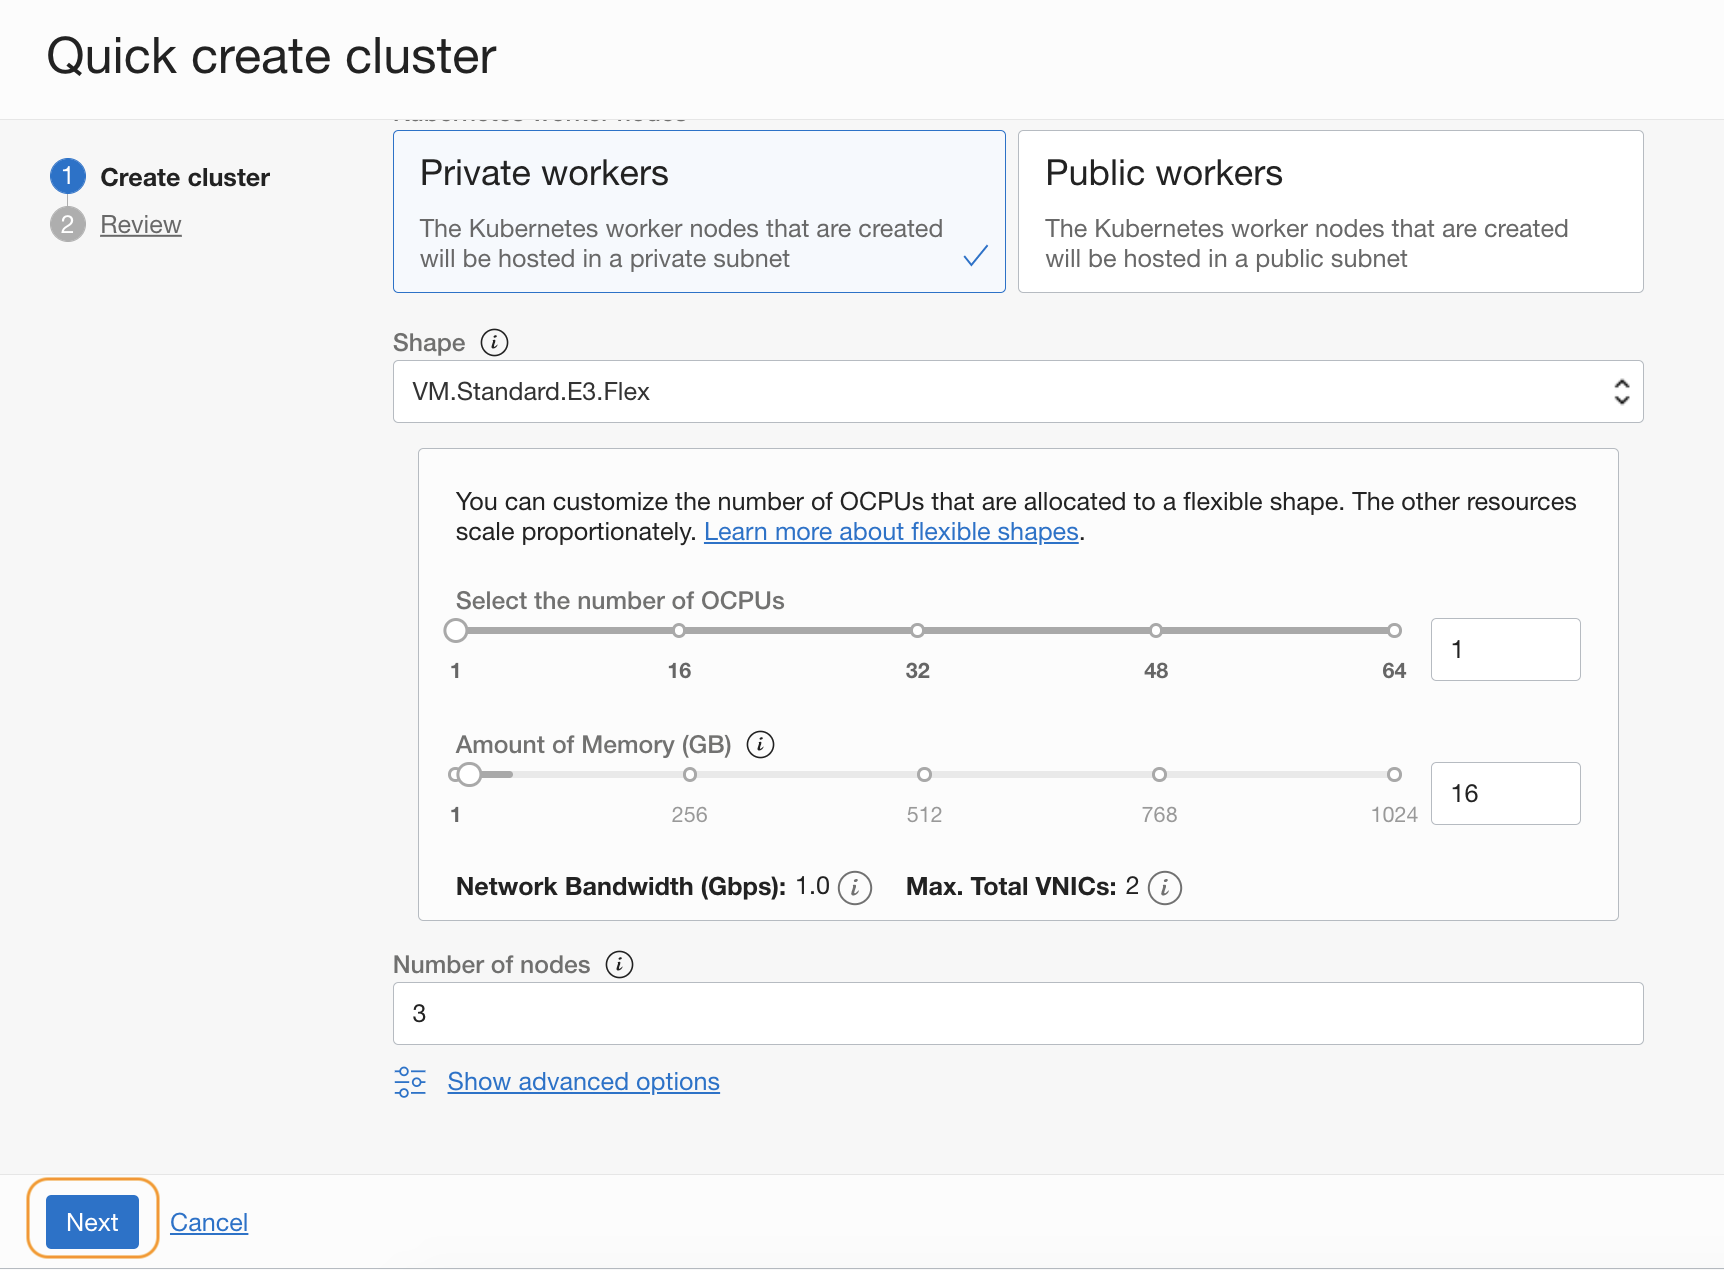 Quick create cluster
Kubernetes worker nodes
1 Create cluster
2 Review
Private workers
The Kubernetes worker nodes that are created
will be hosted in a private subnet
Public workers
The Kubernetes worker nodes that are created
will be hosted in a public subnet
Shape i
VM.Standard.E3.Flex
You can customize the number of OCPUs that are allocated to a flexible shape. The other resources
scale proportionately. Learn more about flexible shapes.
Select the number of OCPUs
1 16 32 48 64
1
Amount of Memory (GB) i
1 256 512 768 1024
16
Network Bandwidth (Gbps): 1.0 i Max. Total VNICs: 2 i
Number of nodes i
3
Show advanced options
Next Cancel